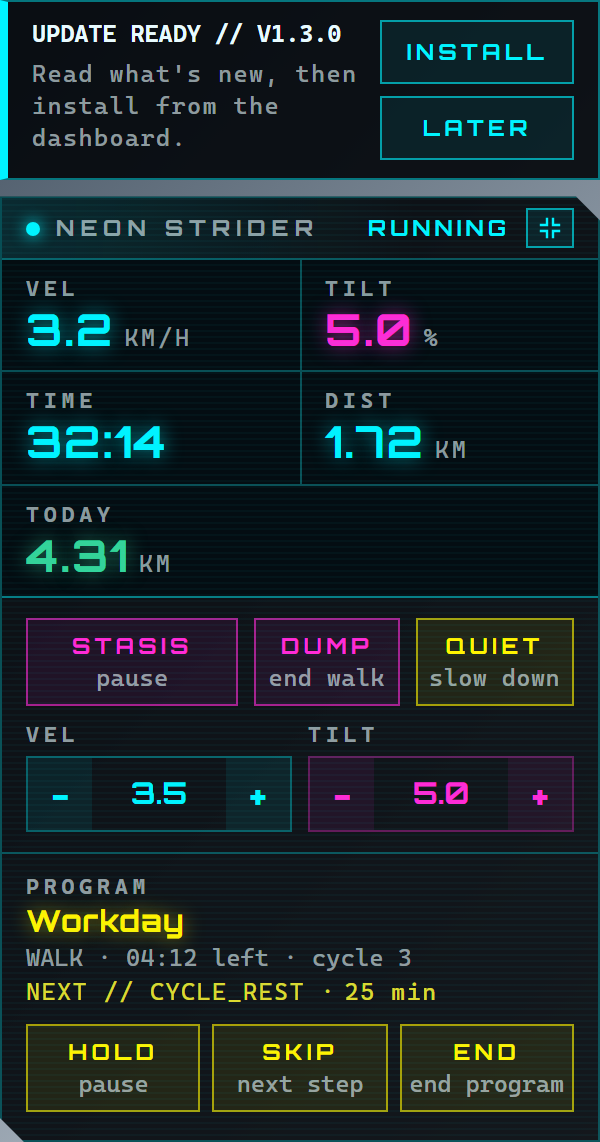 UPDATE READY // V1.3.0
Read what's new, then
install from the
dashboard.
INSTALL
LATER
NEON STRIDER
RUNNING
VEL
3.2 KM/H
TILT
5.0 %
TIME
32:14
DIST
1.72 KM
TODAY
4.31 KM
STASIS
pause
DUMP
end walk
QUIET
slow down
VEL
- 3.5 +
TILT
- 5.0 +
PROGRAM
Workday
WALK · 04:12 left · cycle 3
NEXT // CYCLE_REST · 25 min
HOLD
pause
SKIP
next step
END
end program